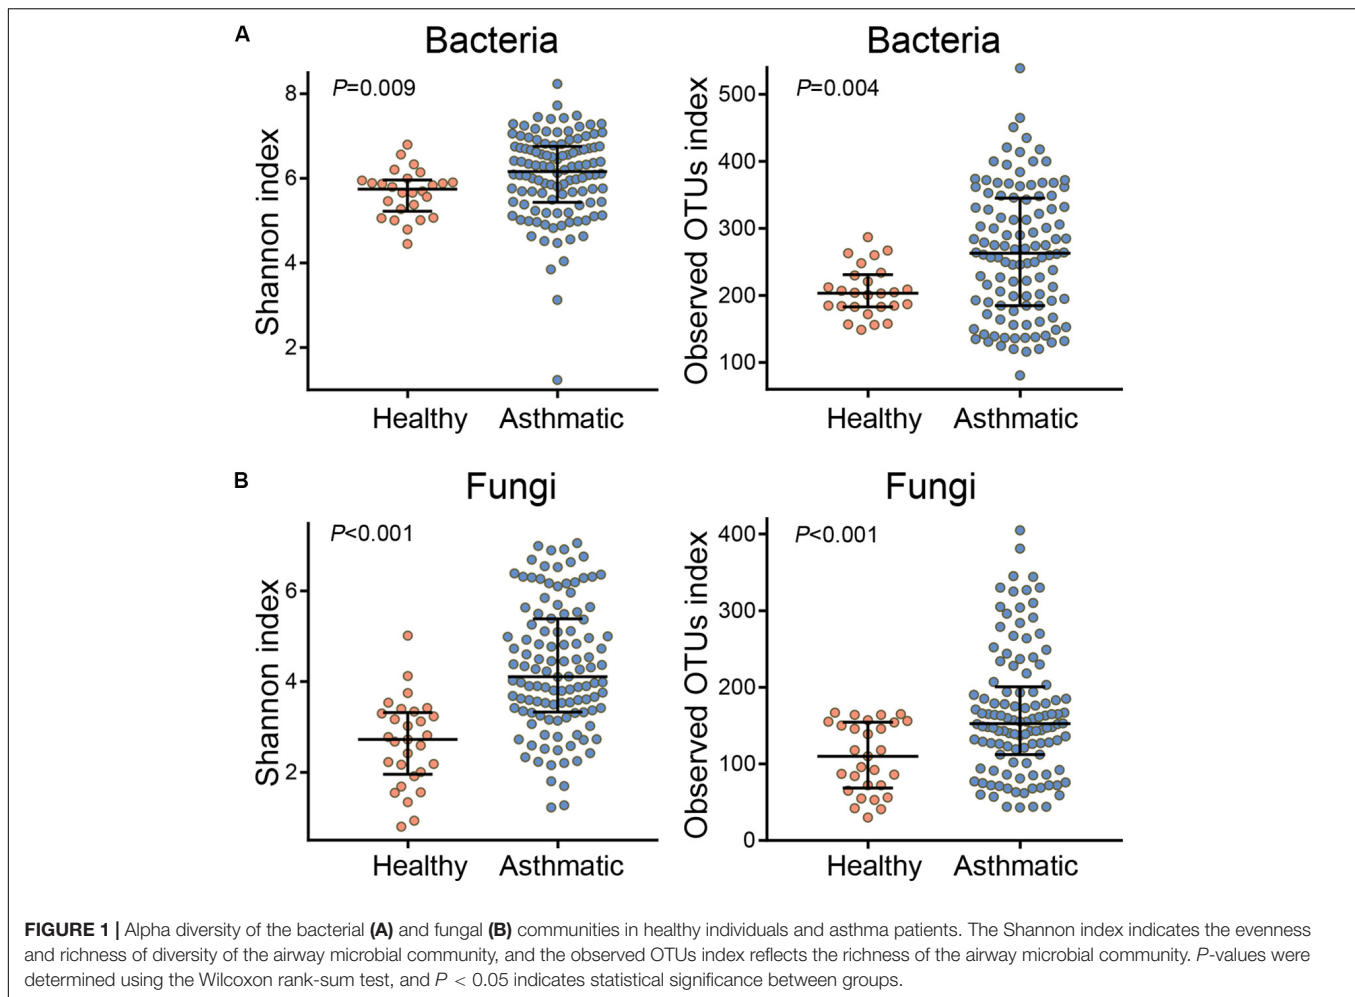 A
Bacteria
P=0.009
Shannon index
8
6
4
2
Healthy
Asthmatic
Bacteria
P=0.004
Observed OTUs index
500
400
300
200
100
Healthy
Asthmatic
B
Fungi
P<0.001
Shannon index
6
4
2
Healthy
Asthmatic
Fungi
P<0.001
Observed OTUs index
400
300
200
100
0
Healthy
Asthmatic
FIGURE 1 | Alpha diversity of the bacterial (A) and fungal (B) communities in healthy individuals and asthma patients. The Shannon index indicates the evenness
and richness of diversity of the airway microbial community, and the observed OTUs index reflects the richness of the airway microbial community. P-values were
determined using the Wilcoxon rank-sum test, and P < 0.05 indicates statistical significance between groups.